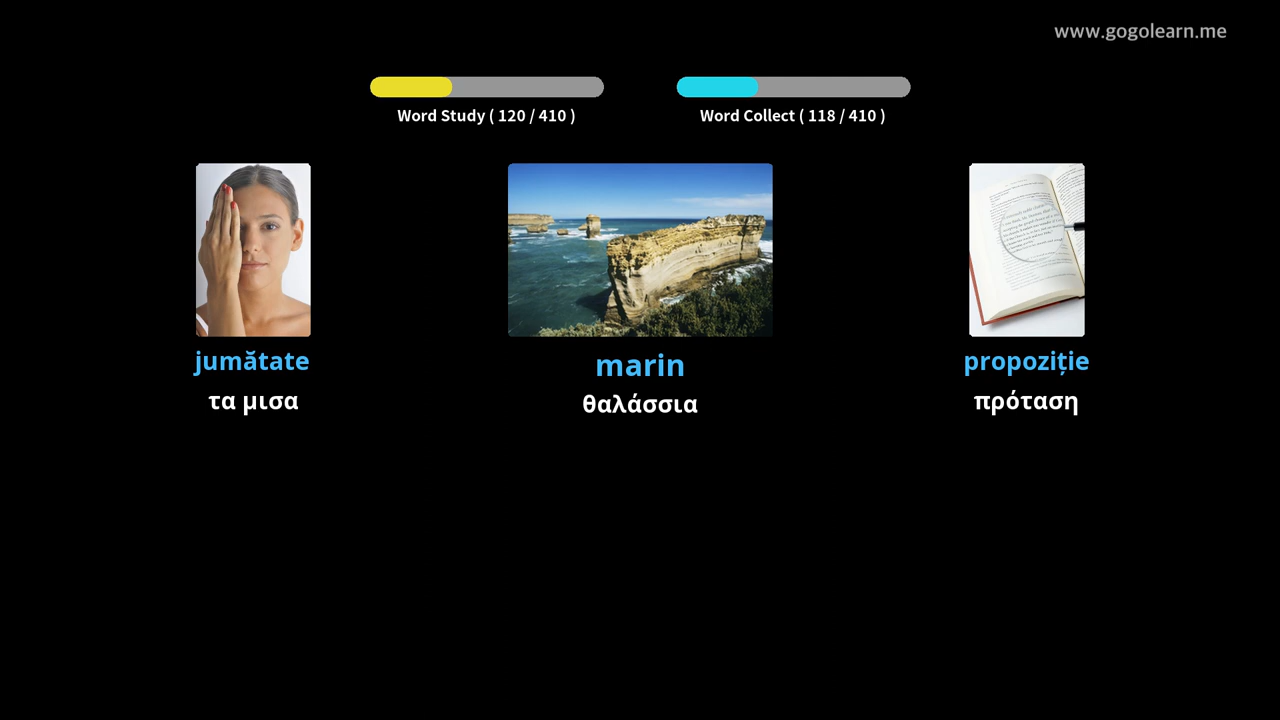 www.gogolearn.me
Word Study ( 120 / 410 )
Word Collect ( 118 / 410 )
jumătate
τα μισα
marin
θαλάσσια
propoziție
πρόταση